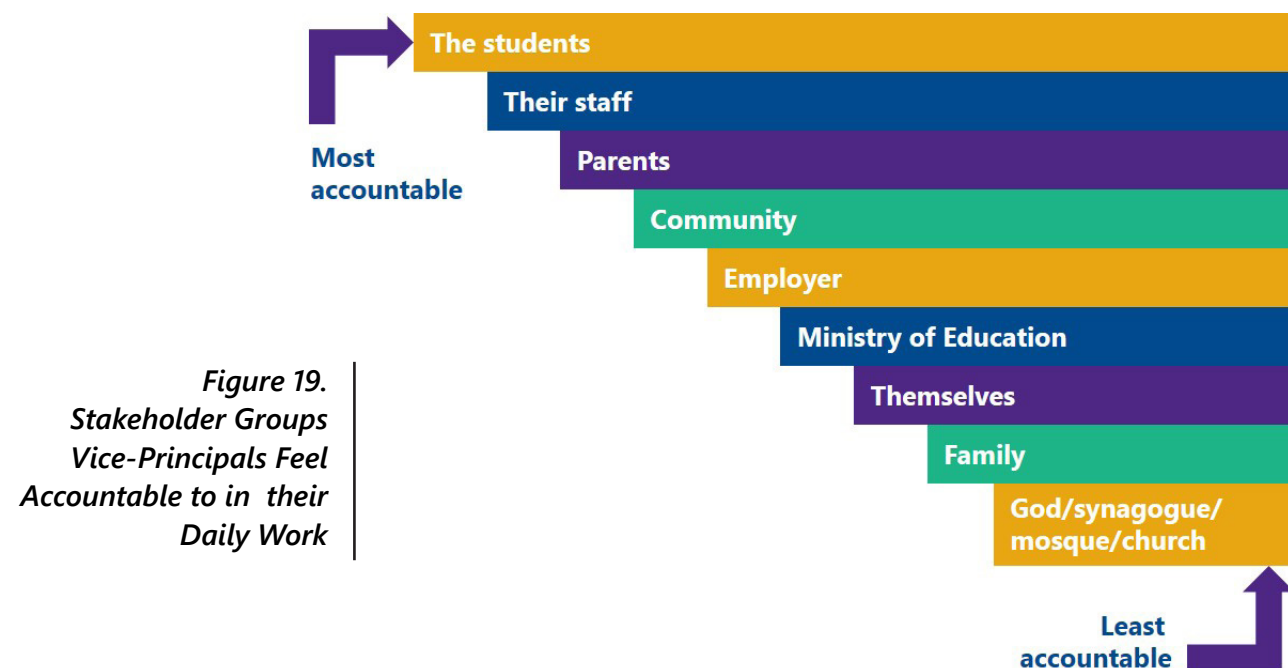 The students
Their staff
Most
accountable
Parents
Community
Employer
Ministry of Education
Figure 19.
Stakeholder Groups
Vice-Principals Feel
Accountable to in their
Daily Work
Themselves
Family
God/synagogue/
mosque/church
Least
accountable